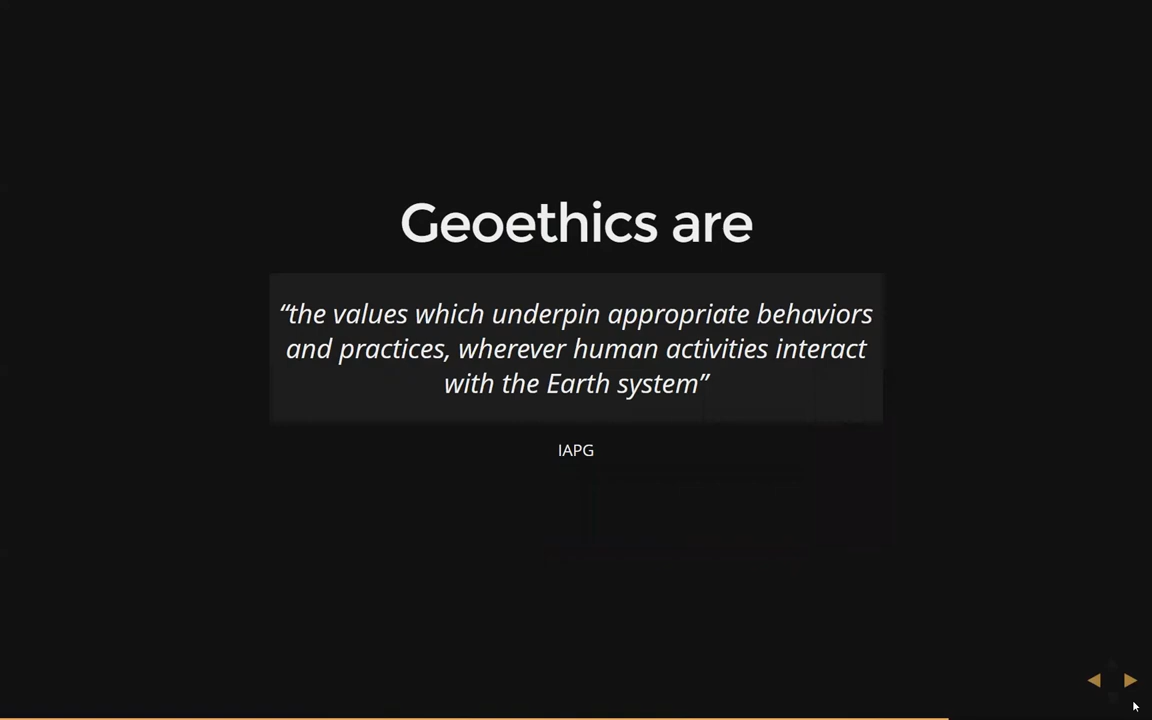 Geoethics are
“the values which underpin appropriate behaviors
and practices, wherever human activities interact
with the Earth system”
IAPG